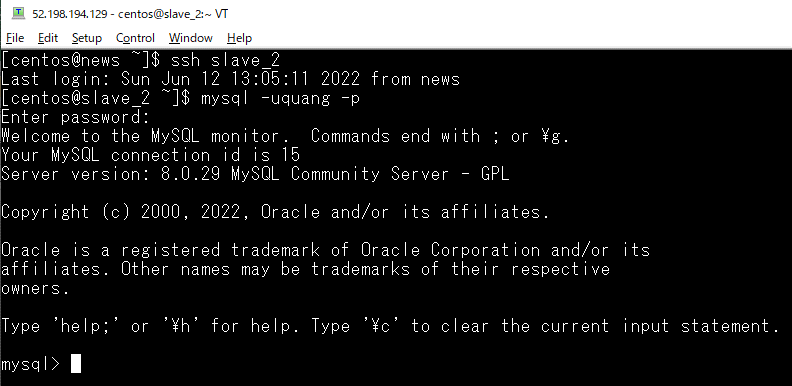 52.198.194.129 - centos@slave_2:~ VT
File Edit Setup Control Window Help
[centos@news ~]$ ssh slave_2
Last login: Sun Jun 12 13:05:11 2022 from news
[centos@slave_2 ~]$ mysql -uquang -p
Enter password:
Welcome to the MySQL monitor.  Commands end with ; or ¥g.
Your MySQL connection id is 15
Server version: 8.0.29 MySQL Community Server - GPL
Copyright (c) 2000, 2022, Oracle and/or its affiliates.
Oracle is a registered trademark of Oracle Corporation and/or its
affiliates. Other names may be trademarks of their respective
owners.
Type 'help;' or '¥h' for help. Type '¥c' to clear the current input statement.
mysql>